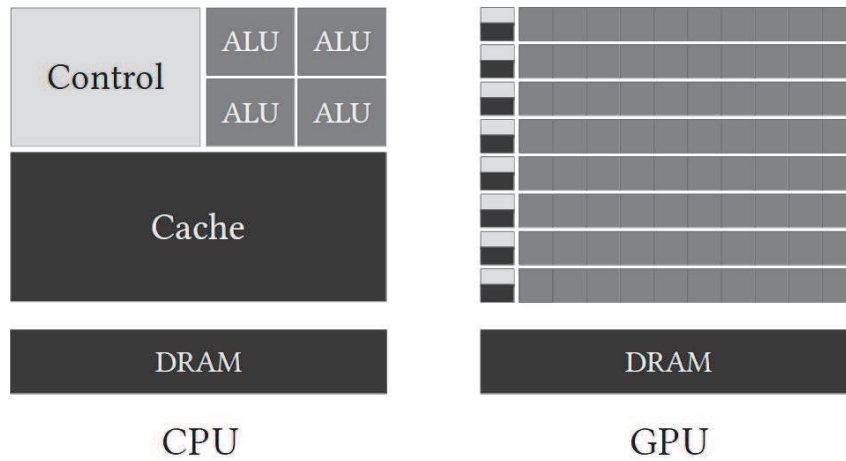 Control
ALU ALU
ALU ALU
Cache
DRAM
CPU
DRAM
GPU